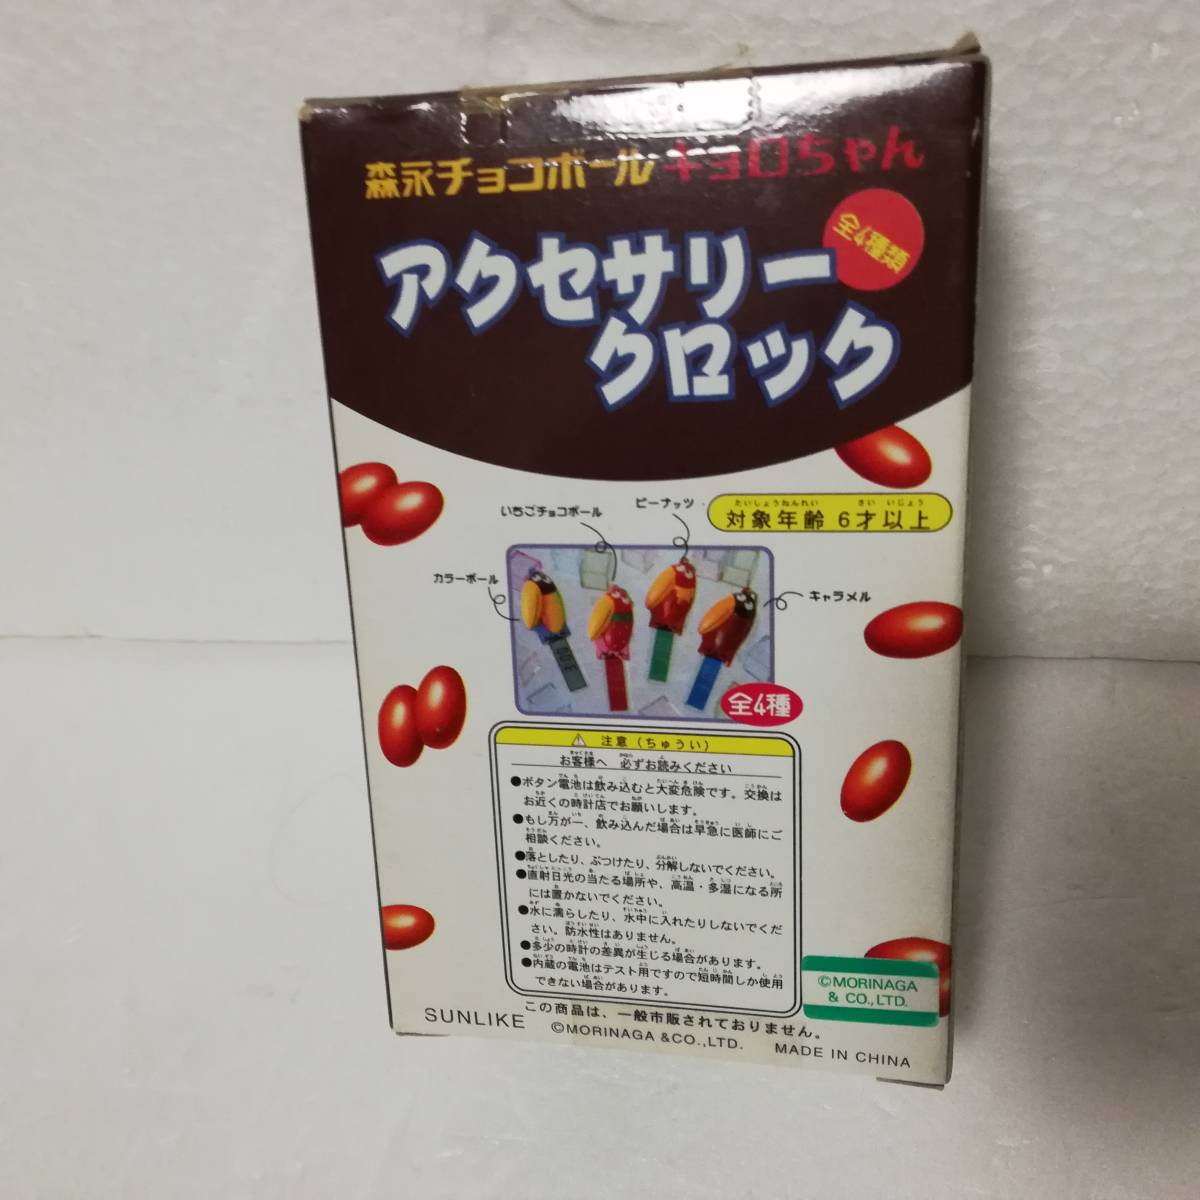 森永チョコボール キョロちゃん
全4種類
アクセサリー
クロック
たいしょうねんれい さい いじょう
対象年齢 6才以上
いちごチョコボール
ピーナッツ
カラーボール
キャラメル
全4種
注意(ちゅうい)
お客様へ 必ずお読みください
●ボタン電池は飲み込むと大変危険です。交換は
お近くの時計店でお願いします。
●もし万が一、飲み込んだ場合は早急に医師にご
相談ください。
●落としたり、ぶつけたり、分解しないでください。
●直射日光の当たる場所や、高温・多湿になる所
には置かないでください。
●水に濡らしたり、水中に入れたりしないでくだ
さい。防水性はありません。
●多少の時計の差異が生じる場合があります。
●内蔵の電池はテスト用ですので短時間しか使用
できない場合があります。
©MORINAGA
& CO.,LTD.
この商品は、一般市販されておりません。
SUNLIKE
©MORINAGA &CO.,LTD.
MADE IN CHINA